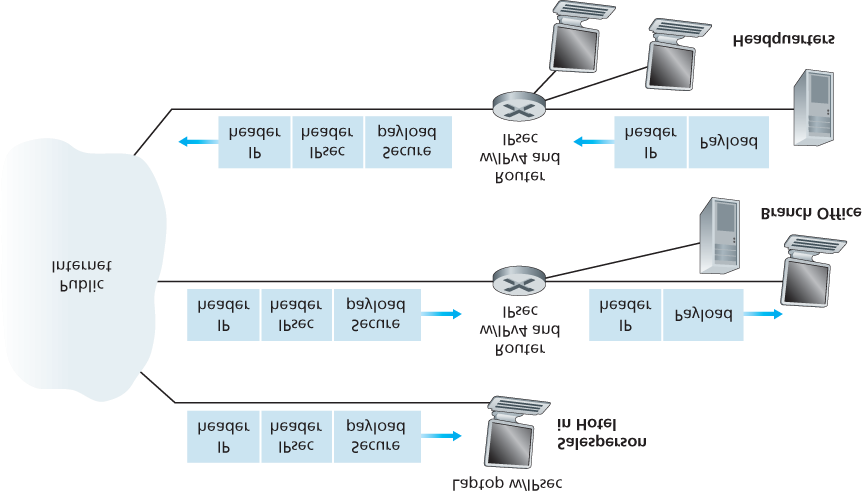 Laptop w/IPsec
Salesperson
in Hotel
IP
header
IPsec
header
Secure
payload
Router
w/IPv4 and
IPsec
IP
header
IPsec
header
Secure
payload
IP
header
Payload
Public
Internet
Branch Office
Router
w/IPv4 and
IPsec
IP
header
IPsec
header
Secure
payload
IP
header
Payload
Headquarters